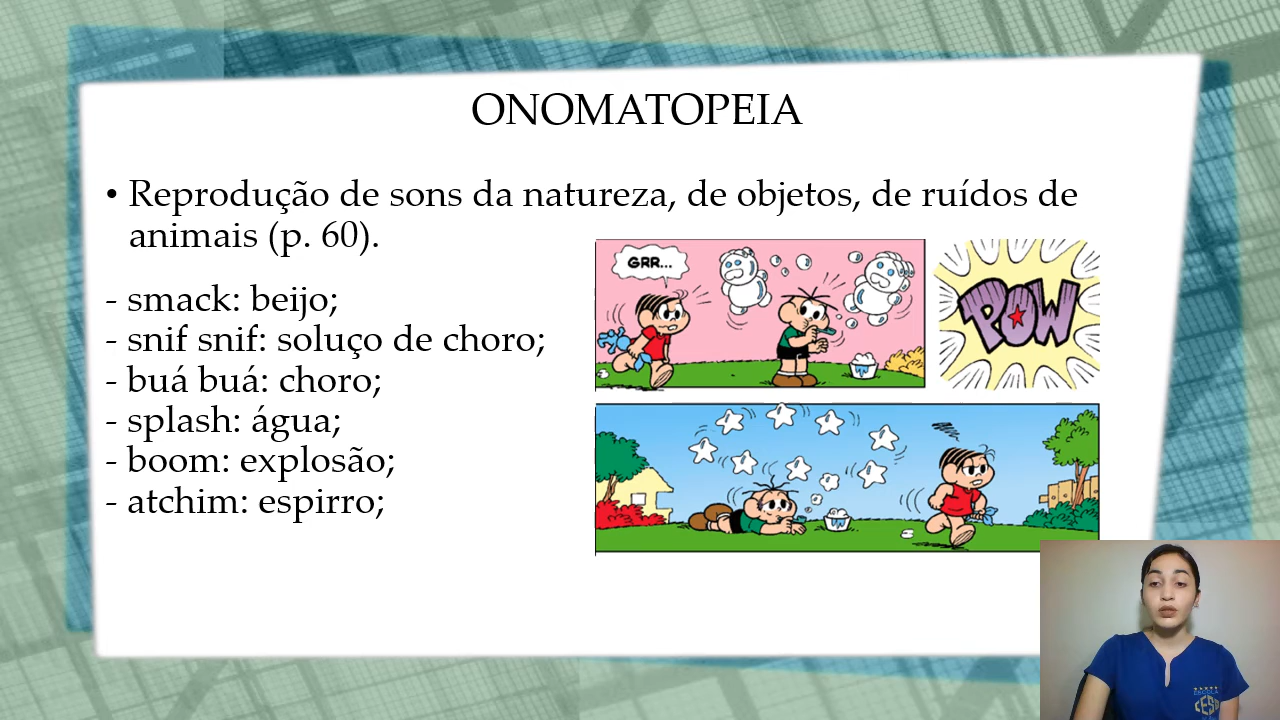 ONOMATOPEIA
• Reprodução de sons da natureza, de objetos, de ruídos de
animais (p. 60).
- smack: beijo;
- snif snif: soluço de choro;
- buá buá: choro;
- splash: água;
- boom: explosão;
- atchim: espirro;
GRR...
POW